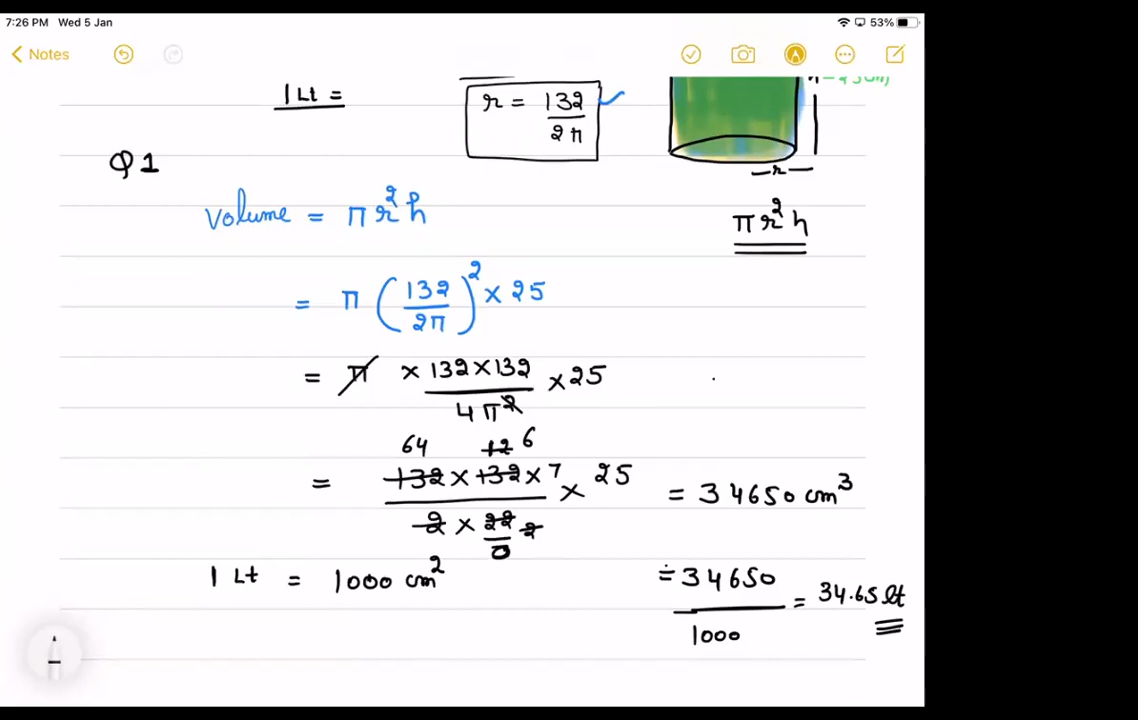 7:26 PM Wed 5 Jan
53%
Notes
1 Lt =
r = 132/2π
Q1
Volume = πr²h
r
πr²h
= π (132/2π)² × 25
= π × 132×132/4π² × 25
64 12 6
= 132 × 132 × 7 / 2 × 22 2 × 25 = 34650 cm³
1 Lt = 1000 cm²
= 34650/1000 = 34.65 lt